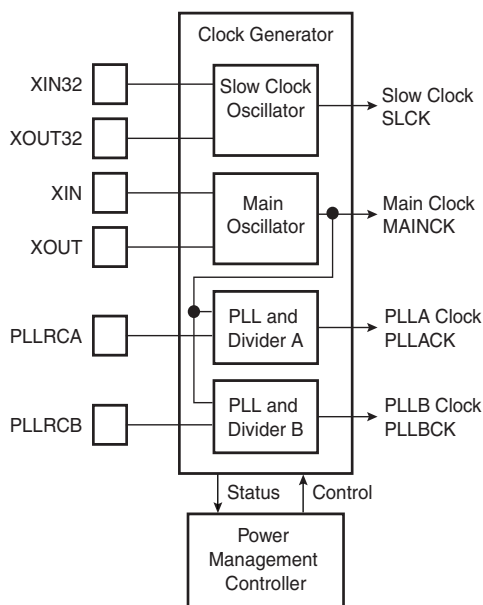 Clock Generator
XIN32
Slow Clock
Oscillator
Slow Clock
SLCK
XOUT32
XIN
Main
Oscillator
Main Clock
MAINCK
XOUT
PLLRCA
PLL and
Divider A
PLLA Clock
PLLACK
PLLRCB
PLL and
Divider B
PLLB Clock
PLLBCK
Status
Control
Power
Management
Controller